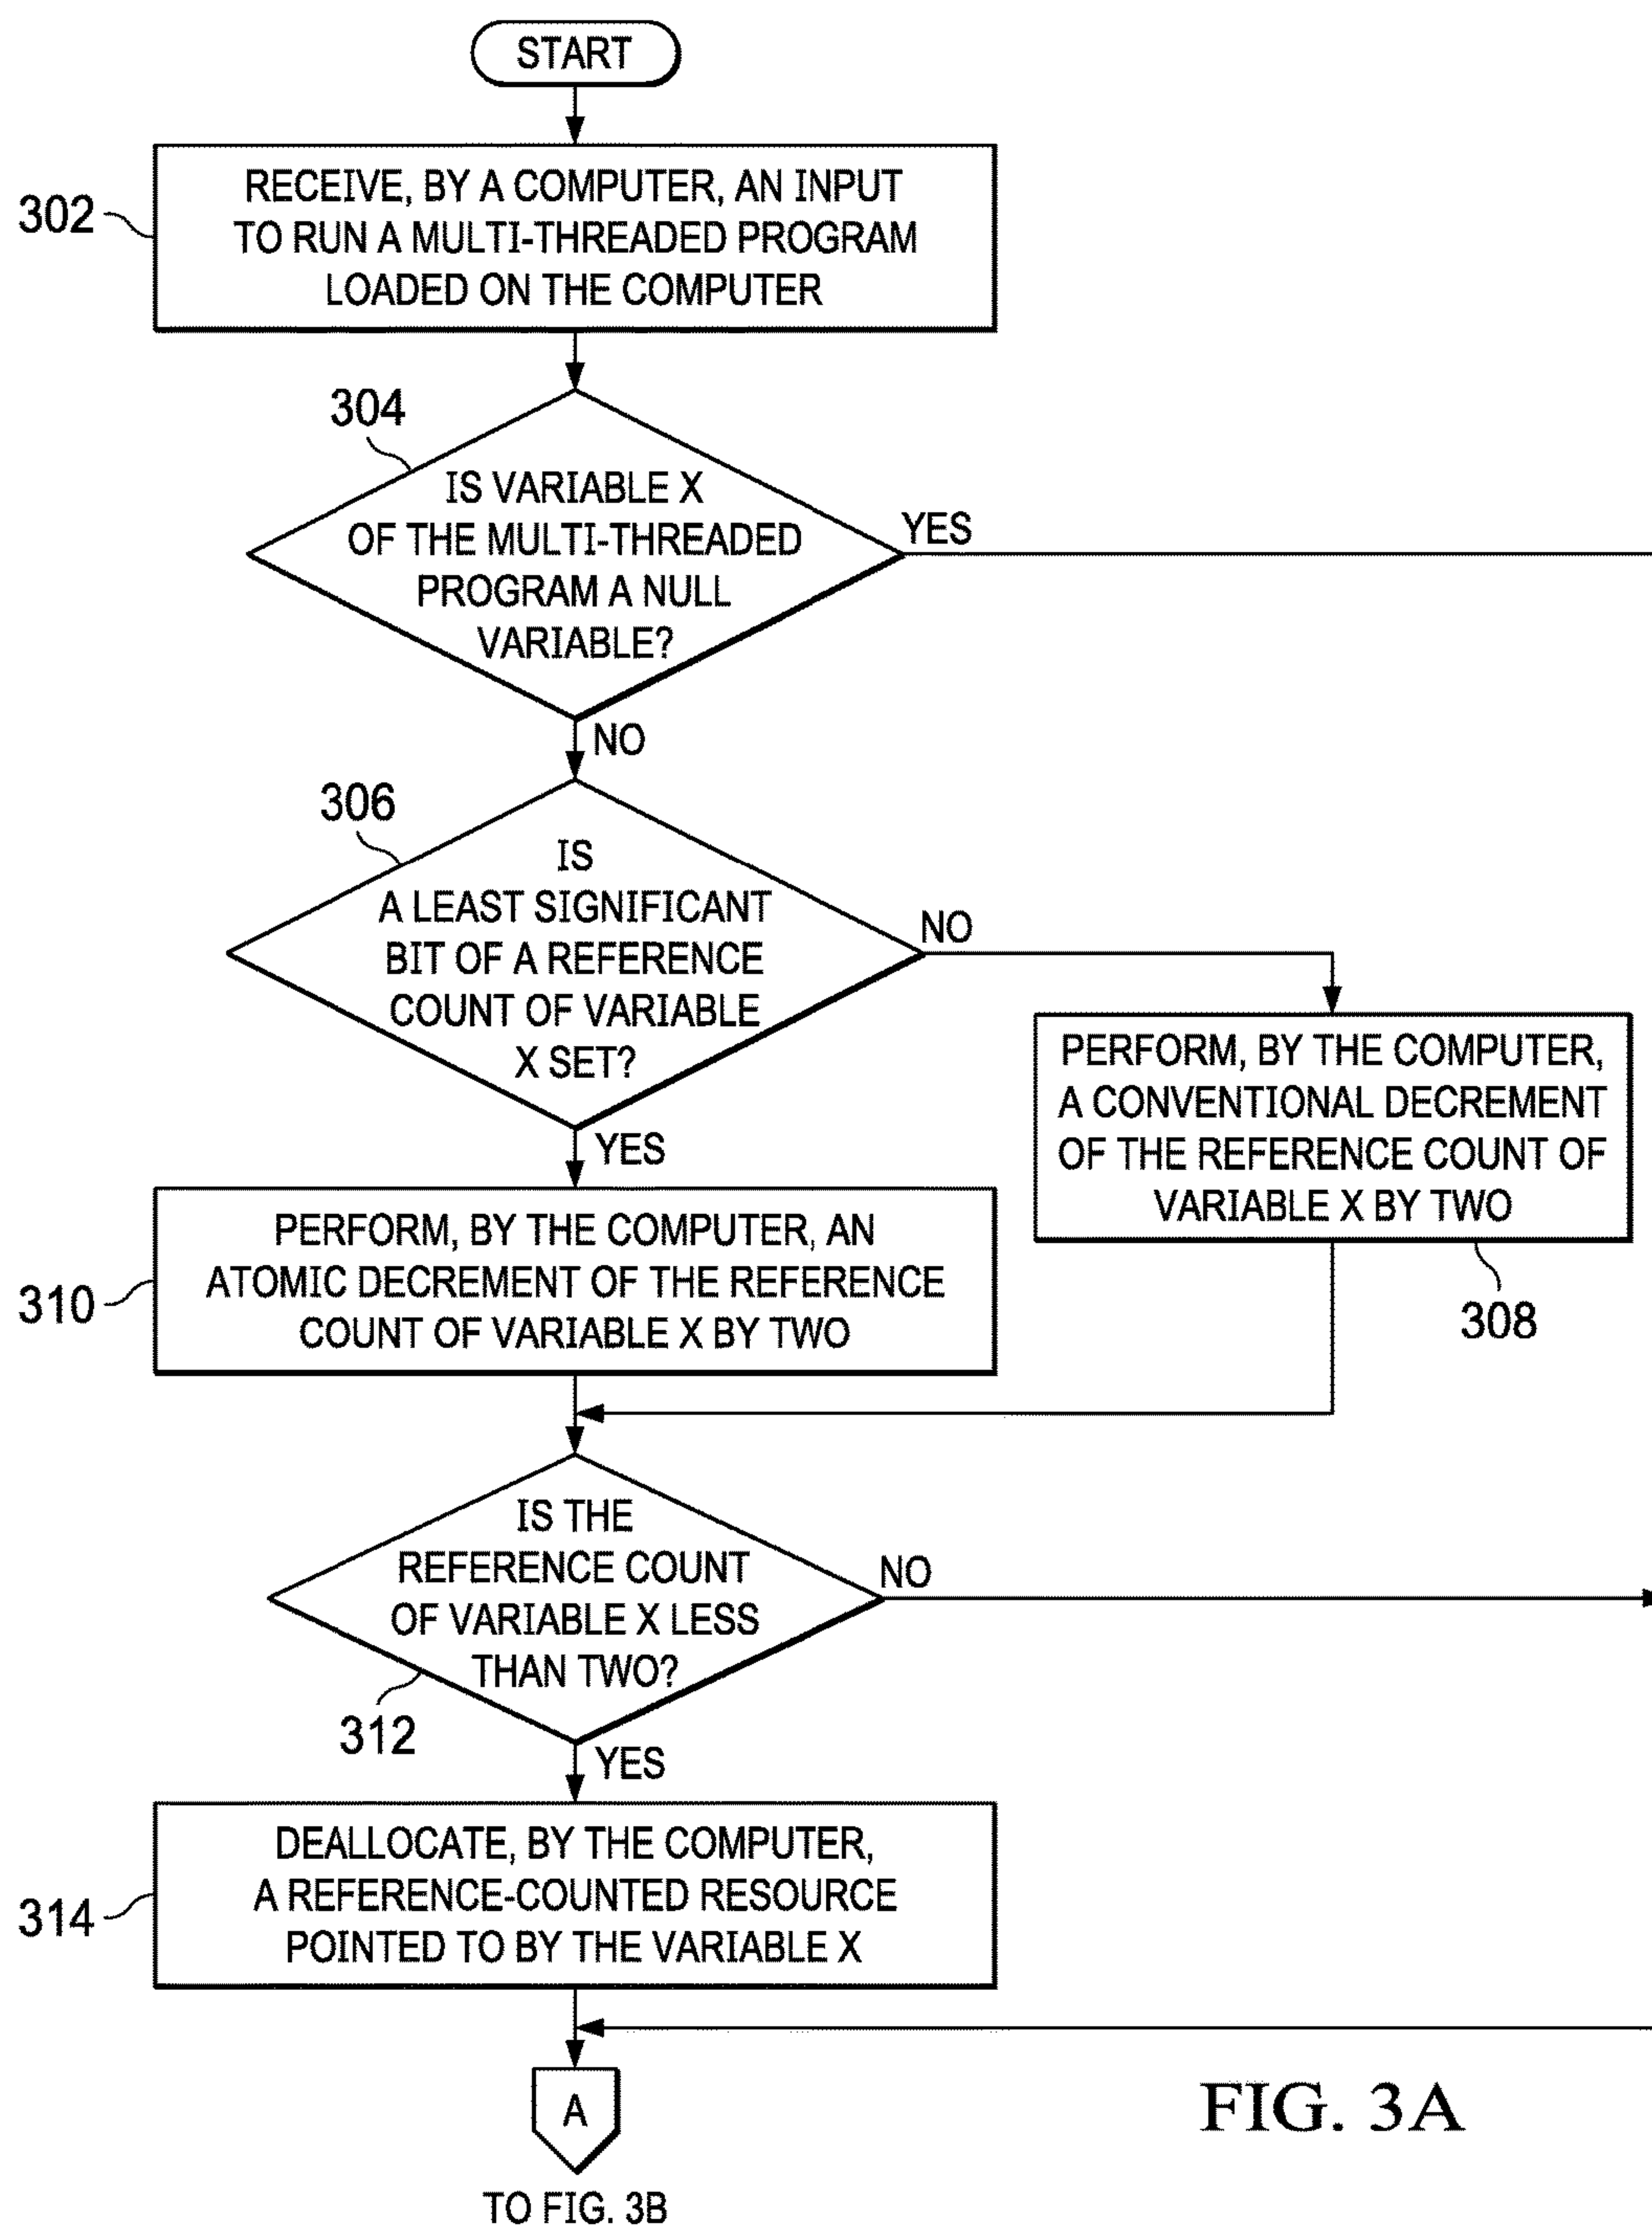 START
302
RECEIVE, BY A COMPUTER, AN INPUT
TO RUN A MULTI-THREADED PROGRAM
LOADED ON THE COMPUTER
304
IS VARIABLE X
OF THE MULTI-THREADED
PROGRAM A NULL
VARIABLE?
YES
NO
306
IS
A LEAST SIGNIFICANT
BIT OF A REFERENCE
COUNT OF VARIABLE
X SET?
NO
YES
PERFORM, BY THE COMPUTER,
A CONVENTIONAL DECREMENT
OF THE REFERENCE COUNT OF
VARIABLE X BY TWO
308
310
PERFORM, BY THE COMPUTER, AN
ATOMIC DECREMENT OF THE REFERENCE
COUNT OF VARIABLE X BY TWO
IS THE
REFERENCE COUNT
OF VARIABLE X LESS
THAN TWO?
NO
312
YES
314
DEALLOCATE, BY THE COMPUTER,
A REFERENCE-COUNTED RESOURCE
POINTED TO BY THE VARIABLE X
A
TO FIG. 3B
FIG. 3A